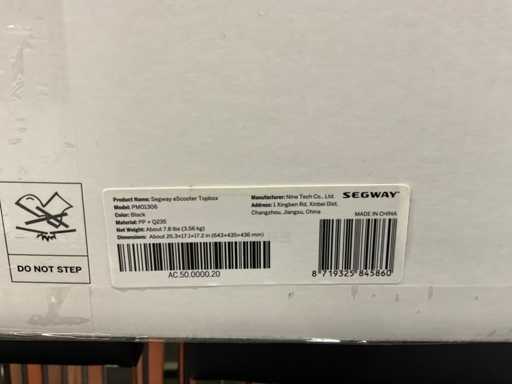 Product Name: Segway eScooter Topbox
Model: PM01306
Color: Black
Material: PP + Q235
Net Weight: About 7.8 lbs (3.56 kg)
Dimensions: About 25.3×17.1×17.2 in (643×435×436 mm)
AC.50.0000.20
Manufacturer: Nine Tech Co., Ltd.
Address: 1 Xingben Rd, Xinbei Dist.
Changzhou, Jiangsu, China
SEGWAY
MADE IN CHINA
8 719325 845860
DO NOT STEP